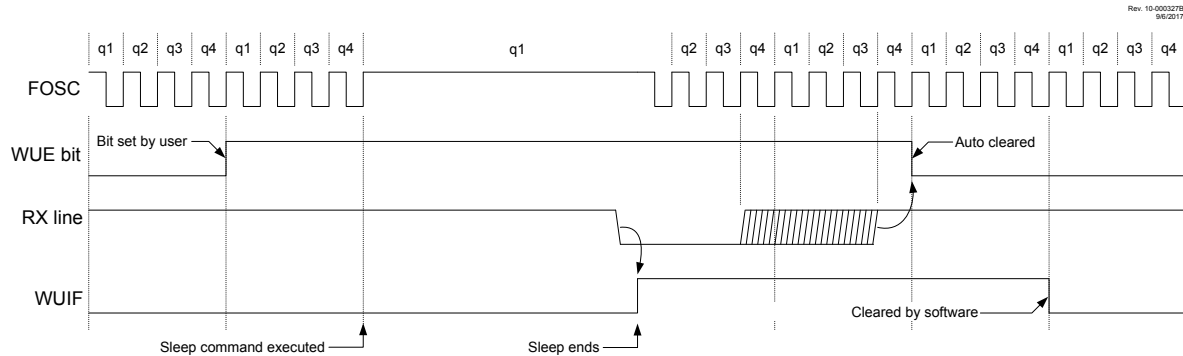 Rev. 10-000327B
9/6/2017
q1 q2 q3 q4 q1 q2 q3 q4 q1 q2 q3 q4 q1 q2 q3 q4 q1 q2 q3 q4 q1 q2 q3 q4
FOSC
Bit set by user
Auto cleared
WUE bit
RX line
WUIF
Cleared by software
Sleep command executed
Sleep ends